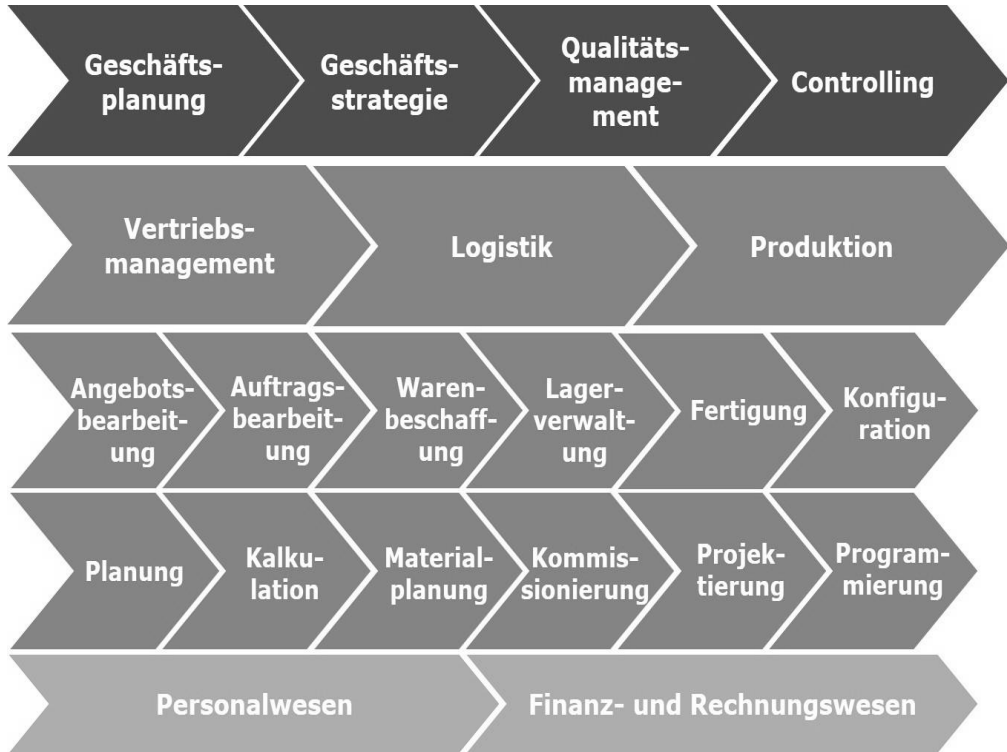 Geschäfts-
planung
Geschäfts-
strategie
Qualitäts-
manage-
ment
Controlling
Vertriebs-
management
Logistik
Produktion
Angebots-
bearbeit-
ung
Auftrags-
bearbeit-
ung
Waren-
beschaff-
ung
Lager-
verwalt-
ung
Fertigung
Konfigu-
ration
Planung
Kalku-
lation
Material-
planung
Kommis-
sionierung
Projek-
tierung
Program-
mierung
Personalwesen
Finanz- und Rechnungswesen